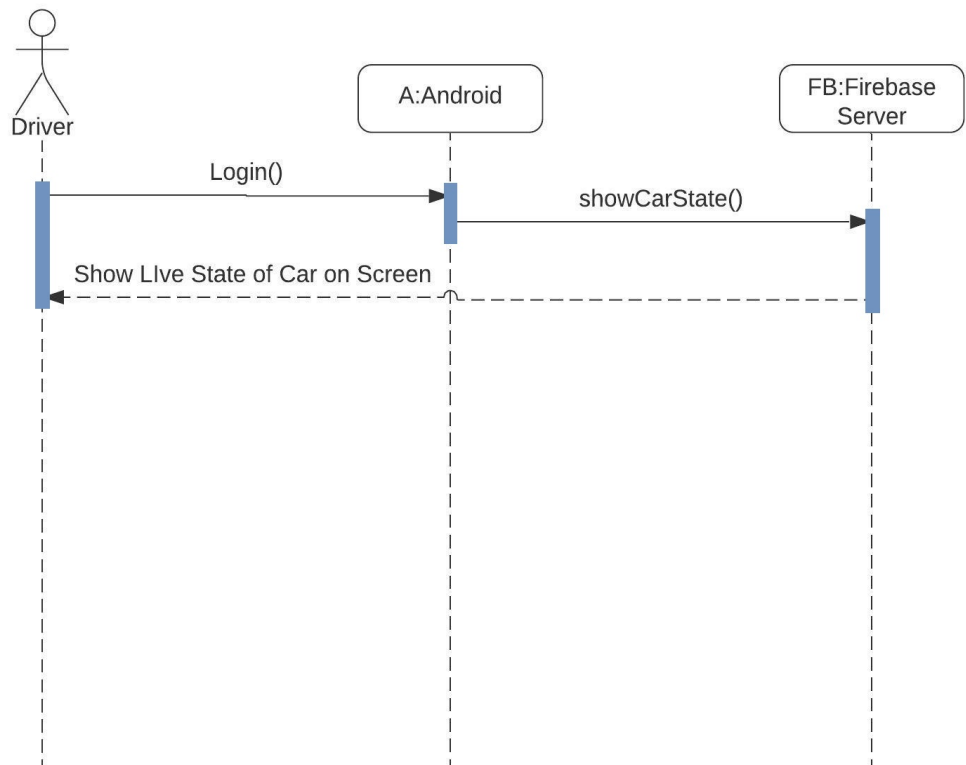 Driver
A:Android
FB:Firebase
Server
Login()
showCarState()
Show LIve State of Car on Screen